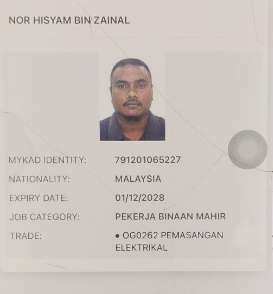 NOR HISYAM BIN ZAINAL
MYKAD IDENTITY: 791201065227
NATIONALITY: MALAYSIA
EXPIRY DATE: 01/12/2028
JOB CATEGORY: PEKERJA BINAAN MAHIR
TRADE: • OG0262 PEMASANGAN
ELEKTRIKAL